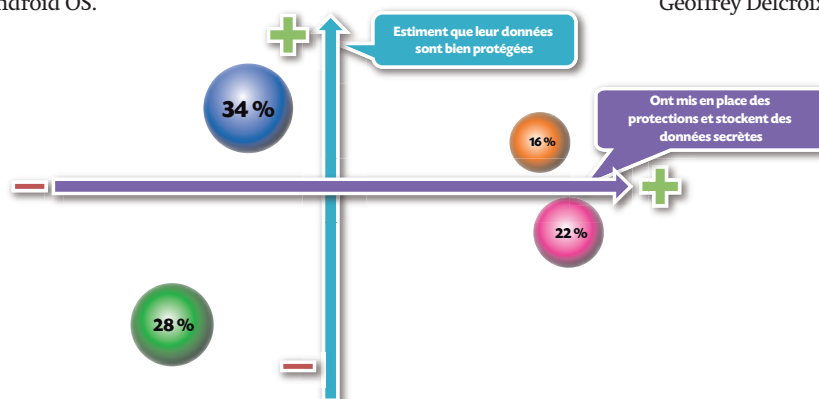 ndroid OS.
Geoffrey Delcroix
Estiment que leur données
sont bien protégées
34 %
Ont mis en place des
protections et stockent des
données secrètes
16 %
22 %
28 %